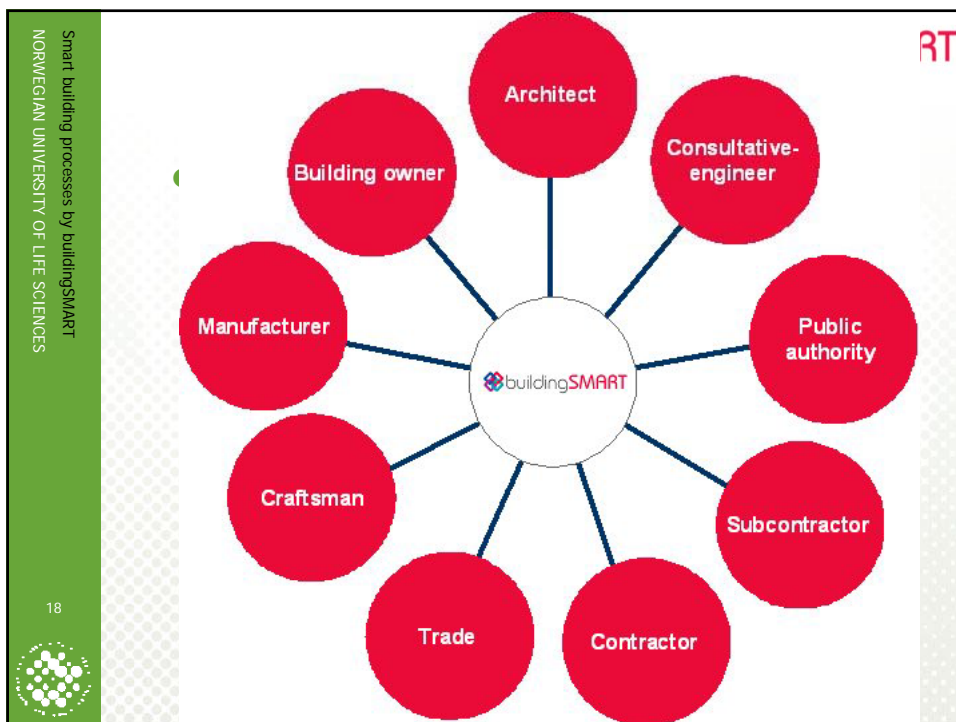 Smart building processes by buildingSMART
NORWEGIAN UNIVERSITY OF LIFE SCIENCES
18
RT
Architect
Consultative-
engineer
Building owner
Public
authority
Manufacturer
buildingSMART
Craftsman
Subcontractor
Trade
Contractor